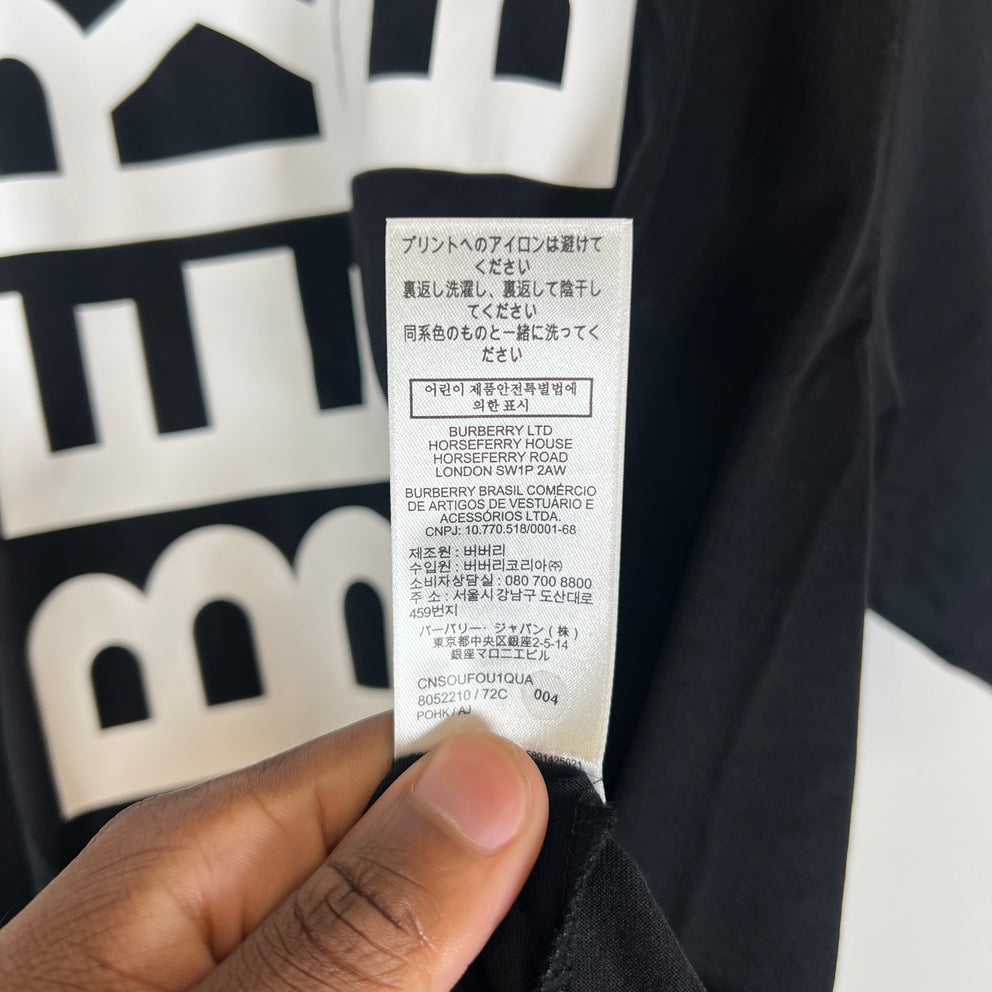 BER
プリントへのアイロンは避けて
ください
裏返し洗濯し、裏返して陰干し
てください
同系色のものと一緒に洗ってく
ださい
어린이 제품안전특별법에
의한 표시
BURBERRY LTD
HORSEFERRY HOUSE
HORSEFERRY ROAD
LONDON SW1P 2AW
BURBERRY BRASIL COMÉRCIO
DE ARTIGOS DE VESTUÁRIO E
ACESSÓRIOS LTDA.
CNPJ: 10.770.518/0001-68
제조원 : 버버리
수입원 : 버버리코리아㈜
소비자상담실 : 080 700 8800
주 소 : 서울시 강남구 도산대로
459번지
バーバリー・ジャパン(株)
東京都中央区銀座2-5-14
銀座マロニエビル
CNSOUFOU1QUA
8052210 / 72C 004
POHK / AJ